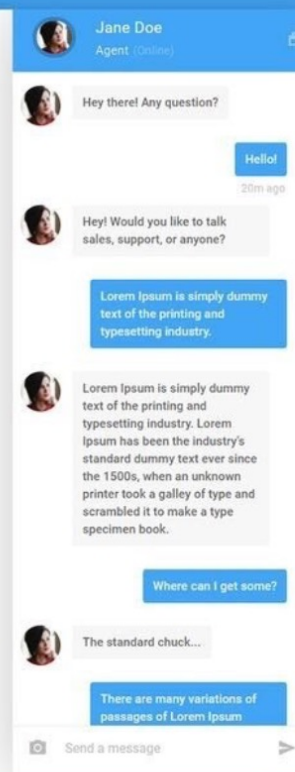 Jane Doe
Agent (Online)
Hey there! Any question?
Hello!
20m ago
Hey! Would you like to talk
sales, support, or anyone?
Lorem Ipsum is simply dummy
text of the printing and
typesetting industry.
Lorem Ipsum is simply dummy
text of the printing and
typesetting industry. Lorem
Ipsum has been the industry's
standard dummy text ever since
the 1500s, when an unknown
printer took a galley of type and
scrambled it to make a type
specimen book.
Where can I get some?
The standard chuck...
There are many variations of
passages of Lorem Ipsum
Send a message